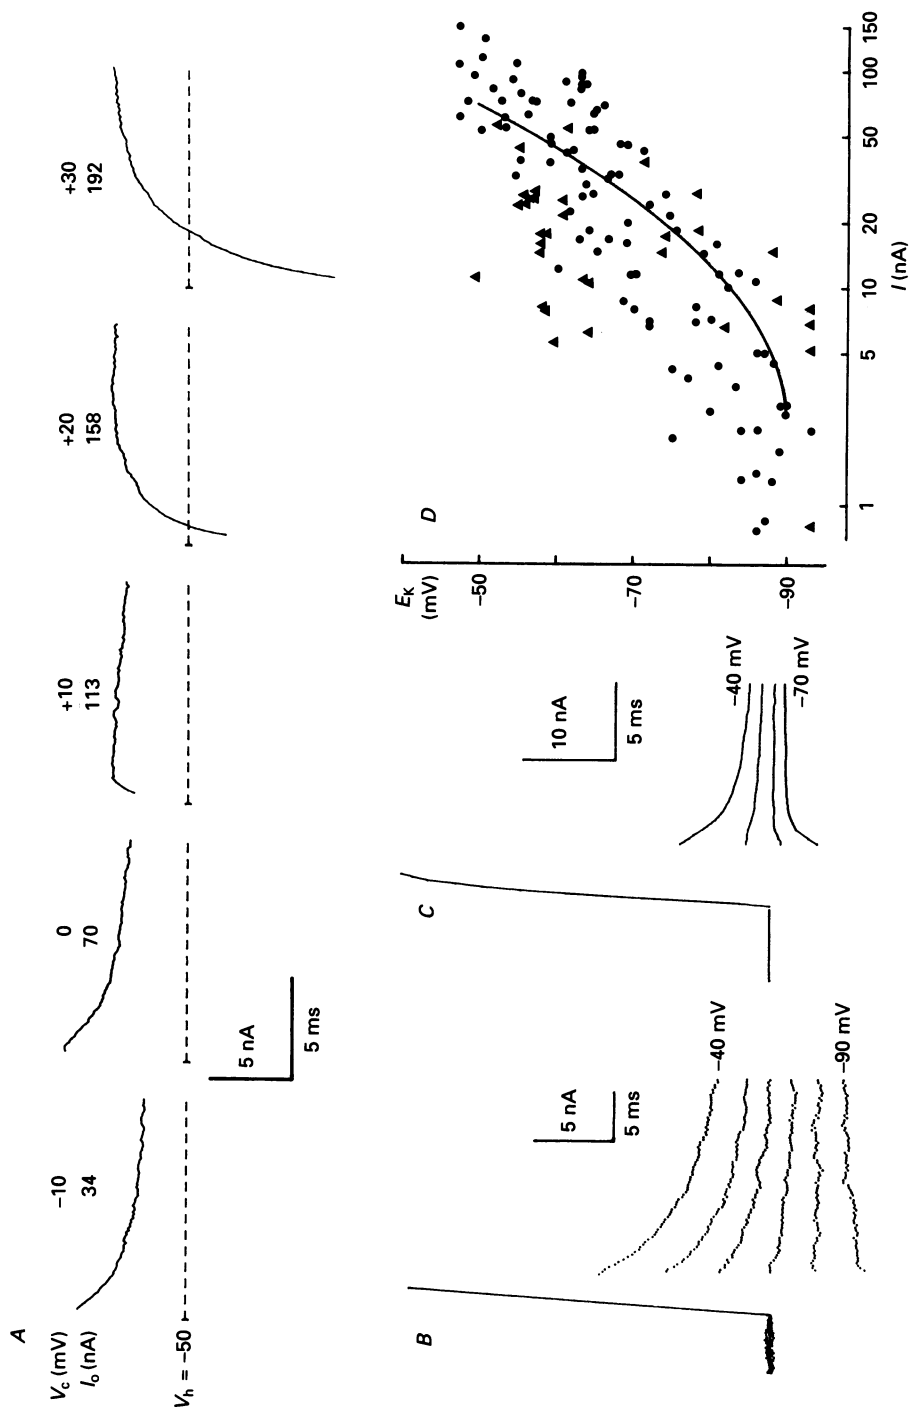 A
V_c (mV) −10 0 +10 +20 +30
I_o (nA) 34 70 113 158 192
V_h = −50
5 nA
5 ms
B
5 nA
5 ms
−40 mV
−90 mV
C
10 nA
5 ms
−40 mV
−70 mV
D
E_K
(mV)
−50
−70
−90
1 5 10 20 50 100 150
I (nA)